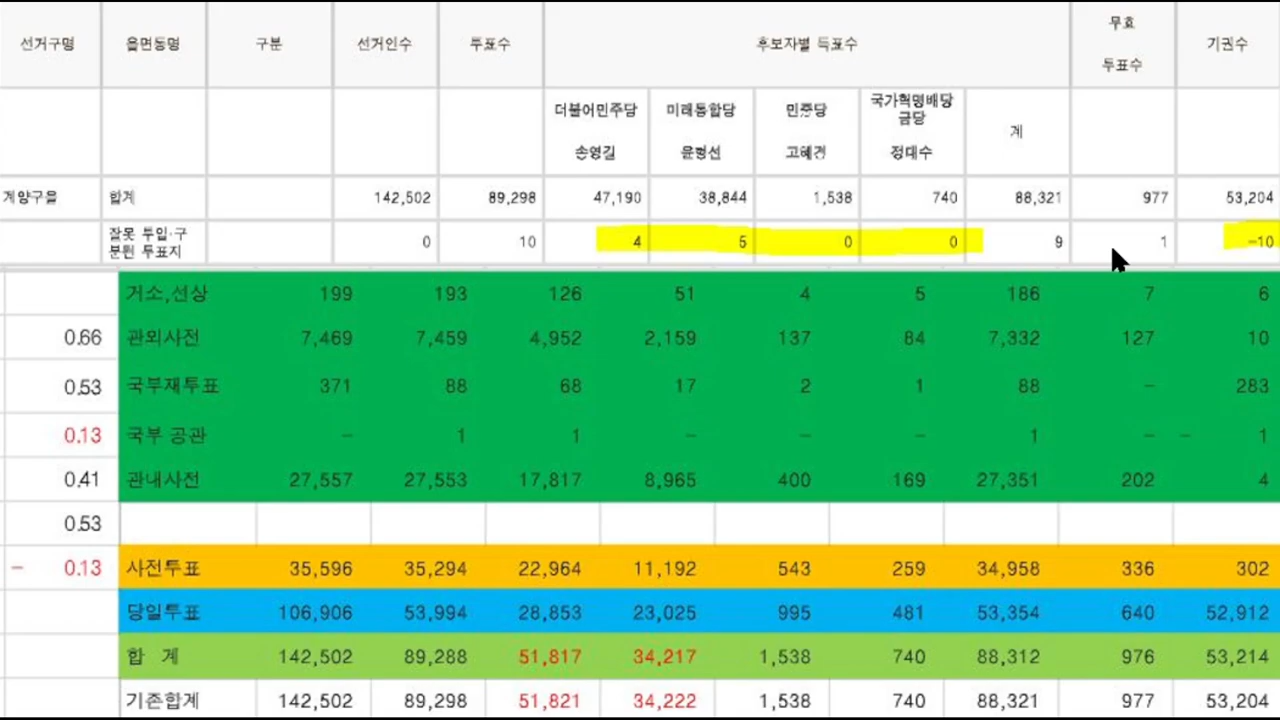 선거구명 읍면동명 구분 선거인수 투표수 후보자별 득표수 무효 투표수 기권수
더불어민주당 송영길 미래통합당 윤형선 민중당 고혜경 국가혁명배당금당 정대수 계
계양구을 합계 142,502 89,298 47,190 38,844 1,538 740 88,321 977 53,204
잘못 투입·구분된 투표지 0 10 4 5 0 0 9 1 -10
거소,선상 199 193 126 51 4 5 186 7 6
0.66 관외사전 7,469 7,459 4,952 2,159 137 84 7,332 127 10
0.53 국부재투표 371 88 68 17 2 1 88 - 283
0.13 국부 공관 - 1 1 - - - 1 - - 1
0.41 관내사전 27,557 27,553 17,817 8,965 400 169 27,351 202 4
0.53
- 0.13 사전투표 35,596 35,294 22,964 11,192 543 259 34,958 336 302
당일투표 106,906 53,994 28,853 23,025 995 481 53,354 640 52,912
합 계 142,502 89,288 51,817 34,217 1,538 740 88,312 976 53,214
기존합계 142,502 89,298 51,821 34,222 1,538 740 88,321 977 53,204